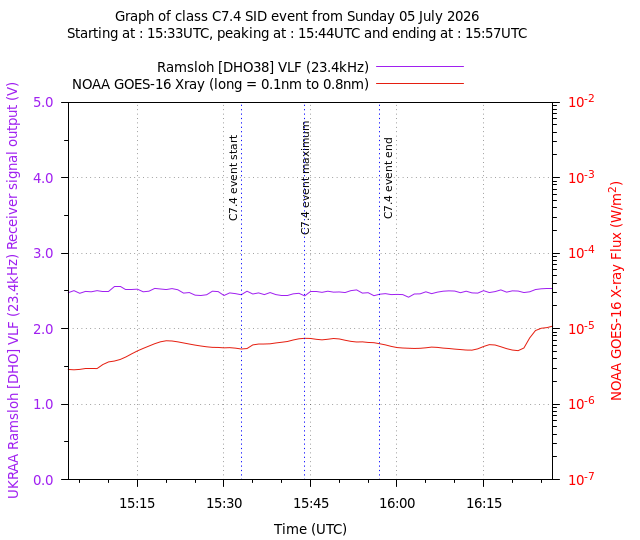 Graph of class C7.4 SID event from Sunday 05 July 2026
Starting at : 15:33UTC, peaking at : 15:44UTC and ending at : 15:57UTC
Ramsloh [DHO38] VLF (23.4kHz)
NOAA GOES-16 Xray (long = 0.1nm to 0.8nm)
UKRAA Ramsloh [DHO] VLF (23.4kHz) Receiver signal output (V)
5.0
4.0
3.0
2.0
1.0
0.0
C7.4 event start
C7.4 event maximum
C7.4 event end
10-2
10-3
10-4
10-5
10-6
10-7
NOAA GOES-16 X-ray Flux (W/m2)
15:15 15:30 15:45 16:00 16:15
Time (UTC)